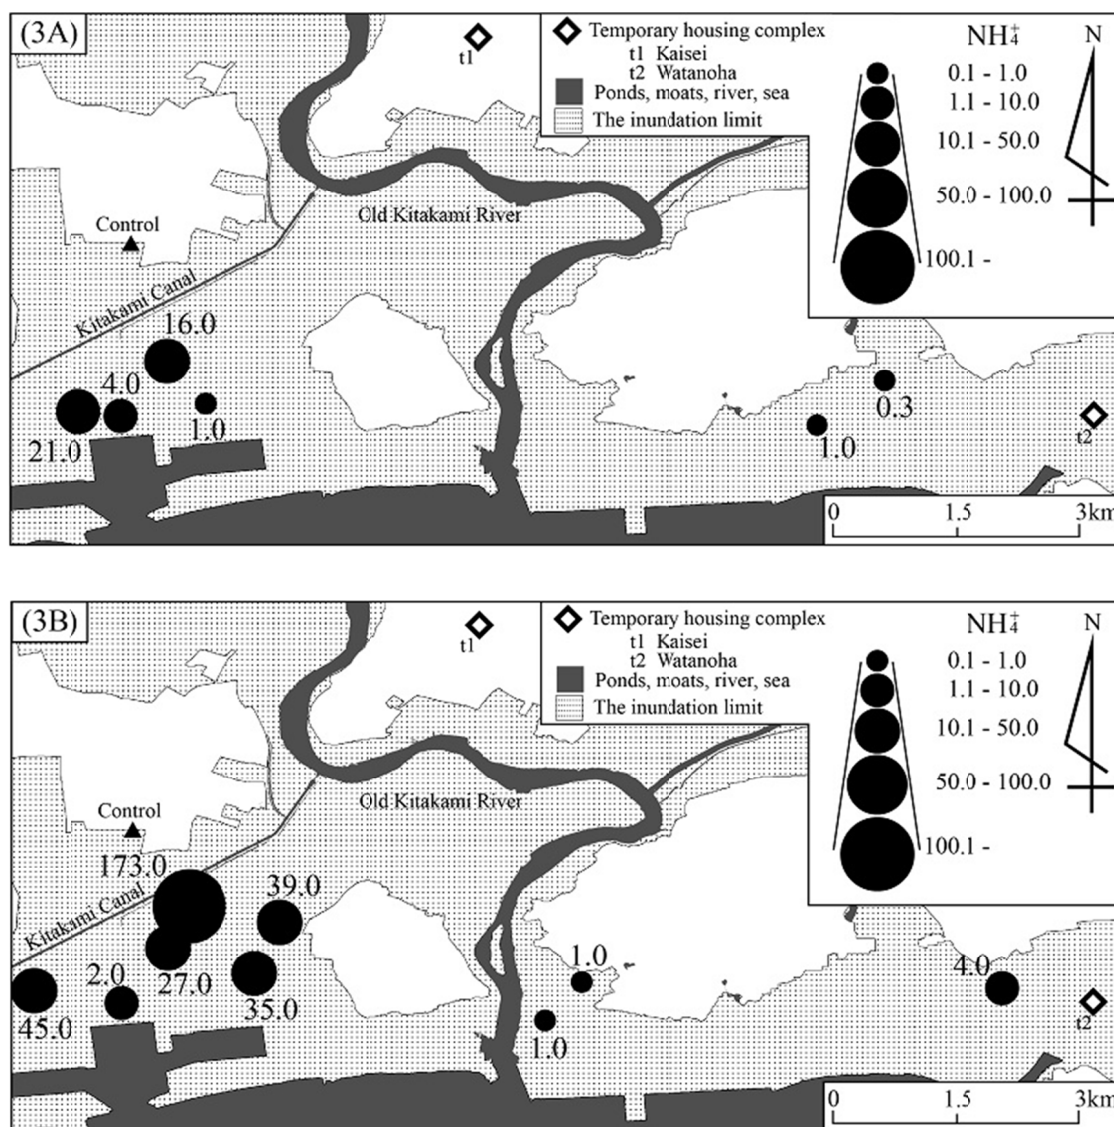 (3A)
t1
Temporary housing complex
t1 Kaisei
t2 Watanoha
Ponds, moats, river, sea
The inundation limit
NH₄⁺
0.1 - 1.0
1.1 - 10.0
10.1 - 50.0
50.0 - 100.0
100.1 -
N
Old Kitakami River
Control
Kitakami Canal
16.0
4.0
21.0
1.0
0.3
1.0
t2
0 1.5 3km
(3B)
t1
Temporary housing complex
t1 Kaisei
t2 Watanoha
Ponds, moats, river, sea
The inundation limit
NH₄⁺
0.1 - 1.0
1.1 - 10.0
10.1 - 50.0
50.0 - 100.0
100.1 -
N
Old Kitakami River
Control
173.0
Kitakami Canal
39.0
2.0
27.0
35.0
45.0
1.0
1.0
4.0
t2
0 1.5 3km